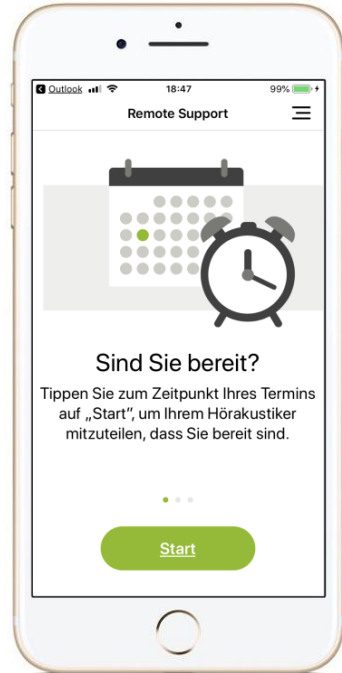 Outlook 18:47 99%
Remote Support
Sind Sie bereit?
Tippen Sie zum Zeitpunkt Ihres Termins
auf „Start”, um Ihrem Hörakustiker
mitzuteilen, dass Sie bereit sind.
Start